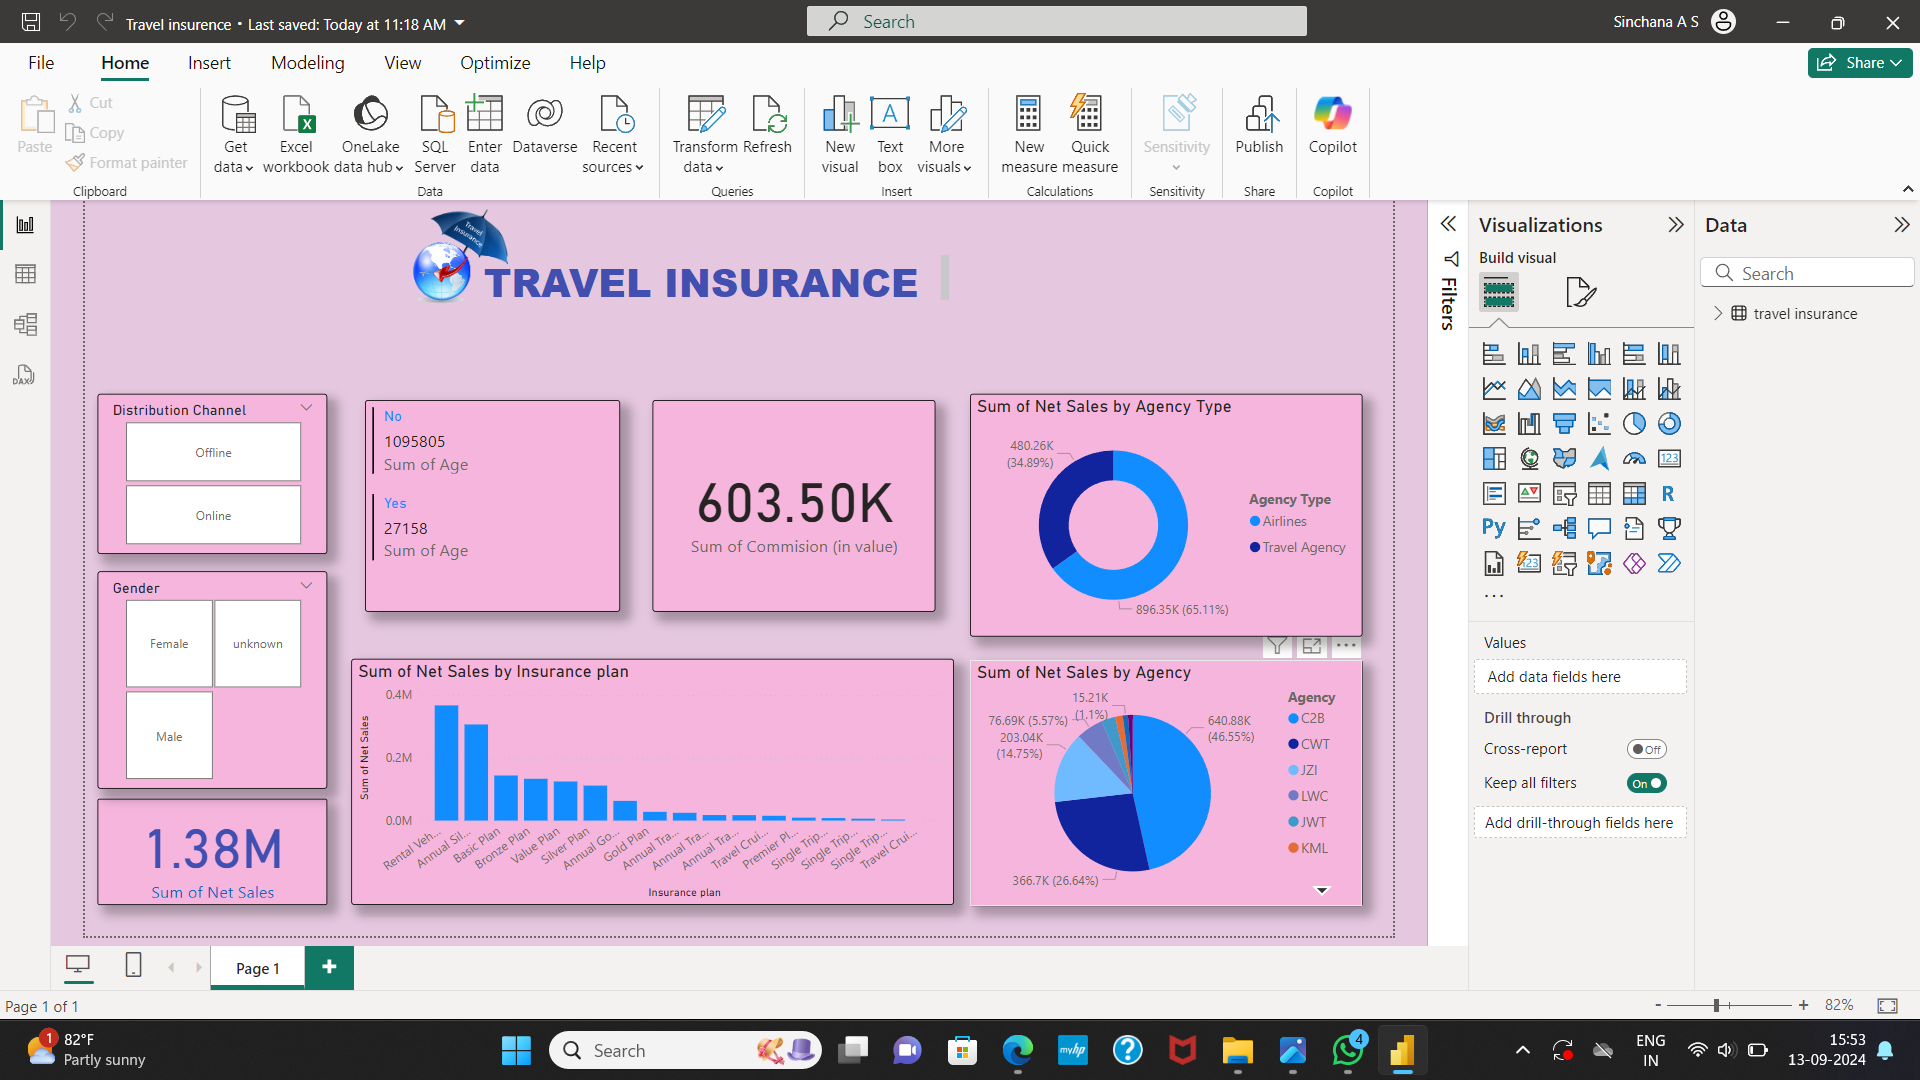 Travel insurence • Last saved: Today at 11:18 AM
Search
Sinchana A S
File
Home
Insert
Modeling
View
Optimize
Help
Share
Paste
Cut
Copy
Format painter
Clipboard
Get data
Excel workbook
OneLake data hub
SQL Server
Enter data
Dataverse
Recent sources
Data
Transform data
Refresh
Queries
New visual
Text box
More visuals
Insert
New measure
Quick measure
Calculations
Sensitivity
Sensitivity
Publish
Share
Copilot
Copilot
DAX
Travel Insurance
TRAVEL INSURANCE
Distribution Channel
Offline
Online
Gender
Female
unknown
Male
1.38M
Sum of Net Sales
No
1095805
Sum of Age
Yes
27158
Sum of Age
603.50K
Sum of Commision (in value)
Sum of Net Sales by Agency Type
480.26K
(34.89%)
896.35K (65.11%)
Agency Type
Airlines
Travel Agency
Sum of Net Sales by Insurance plan
Sum of Net Sales
0.4M
0.2M
0.0M
Rental Veh...
Annual Sil...
Basic Plan
Bronze Plan
Value Plan
Silver Plan
Annual Go...
Gold Plan
Annual Tra...
Annual Tra...
Annual Tra...
Travel Crui...
Premier Pl...
Single Trip...
Single Trip...
Single Trip...
Travel Crui...
Insurance plan
Sum of Net Sales by Agency
15.21K
(1.1%)
76.69K (5.57%)
203.04K
(14.75%)
366.7K (26.64%)
640.88K
(46.55%)
Agency
C2B
CWT
JZI
LWC
JWT
KML
Filters
Visualizations
Build visual
123
R
Py
123
...
Values
Add data fields here
Drill through
Cross-report
Off
Keep all filters
On
Add drill-through fields here
Data
Search
travel insurance
Page 1
Page 1 of 1
- + 82%
1
82°F
Partly sunny
Search
myhp
4
ENG
IN
15:53
13-09-2024